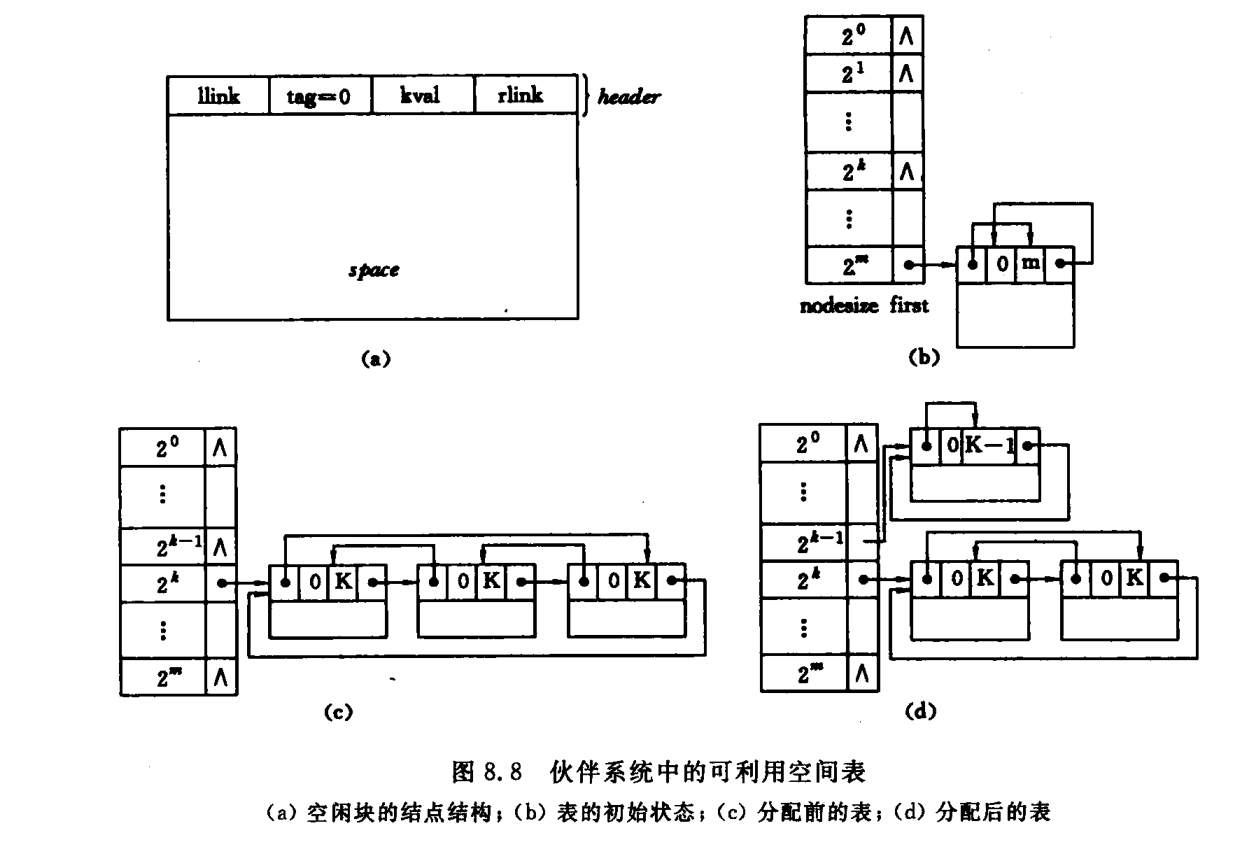 llink tag=0 kval rlink header
space
(a)
2^0 ∧
2^1 ∧
⋮
2^k ∧
⋮
2^m 0 m
nodesize first
(b)
2^0 ∧
⋮
2^{k-1} ∧
2^k 0 K 0 K 0 K
⋮
2^m ∧
(c)
0 K-1
2^0 ∧
⋮
2^{k-1}
2^k 0 K 0 K
⋮
2^m ∧
(d)
图 8.8 伙伴系统中的可利用空间表
(a) 空闲块的结点结构；(b) 表的初始状态；(c) 分配前的表；(d) 分配后的表